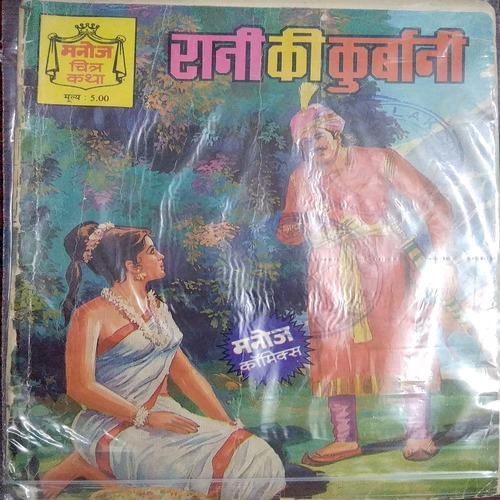 मनोज
चित्र
कथा
मूल्य : 5.00
रानी की कुर्बानी
मनोज
कॉमिक्स